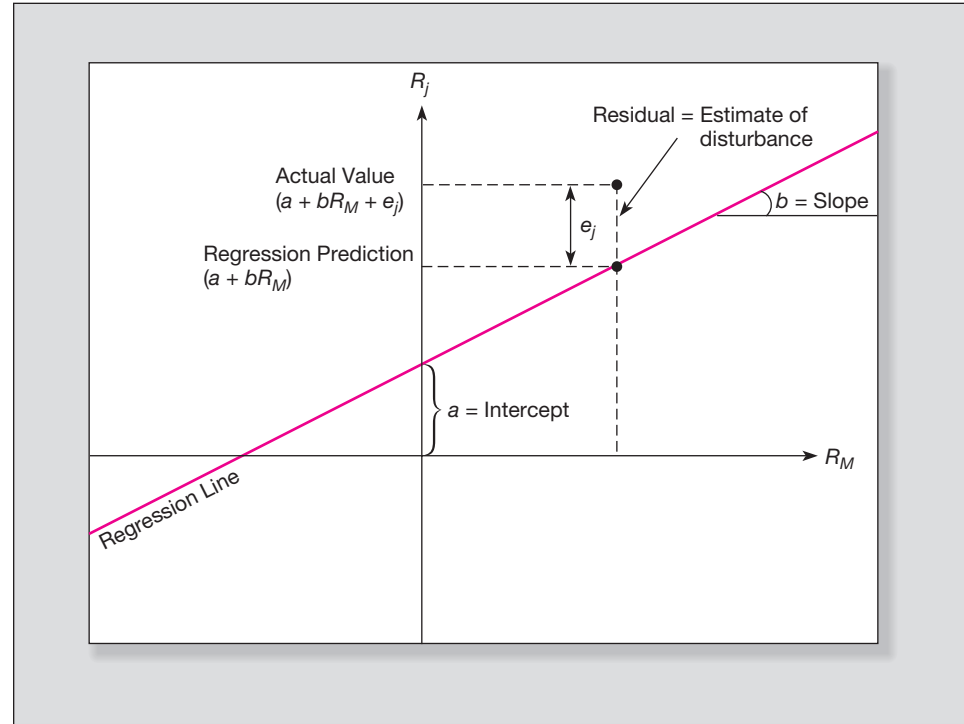 R_j
Residual = Estimate of
disturbance
Actual Value
(a + bR_M + e_j)
b = Slope
e_j
Regression Prediction
(a + bR_M)
a = Intercept
R_M
Regression Line